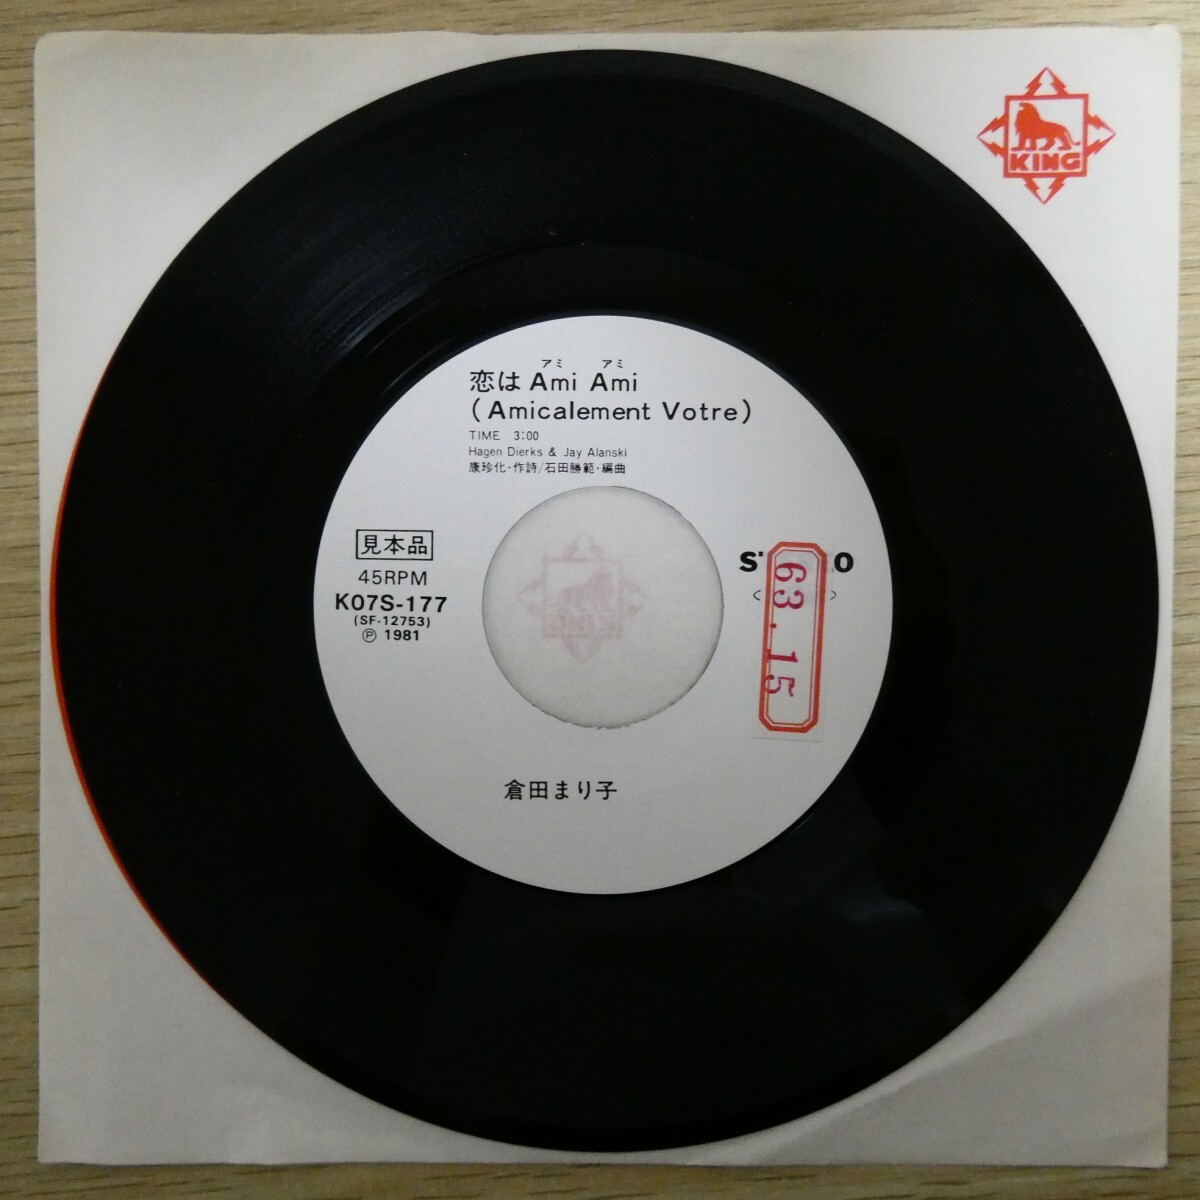 KING
アミ アミ
恋は Ami Ami
(Amicalement Votre)
TIME 3:00
Hagen Dierks & Jay Alanski
康珍化・作詩/石田勝範・編曲
見本品
45RPM
K07S-177
(SF-12753)
Ⓟ 1981
63.15
倉田まり子